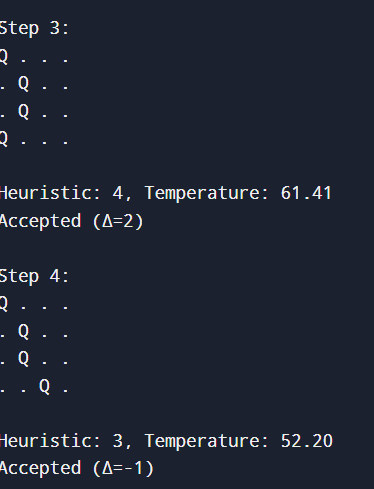 Step 3:
Q . . .
. Q . .
. Q . .
Q . . .
Heuristic: 4, Temperature: 61.41
Accepted (Δ=2)
Step 4:
Q . . .
. Q . .
. Q . .
. . Q .
Heuristic: 3, Temperature: 52.20
Accepted (Δ=-1)